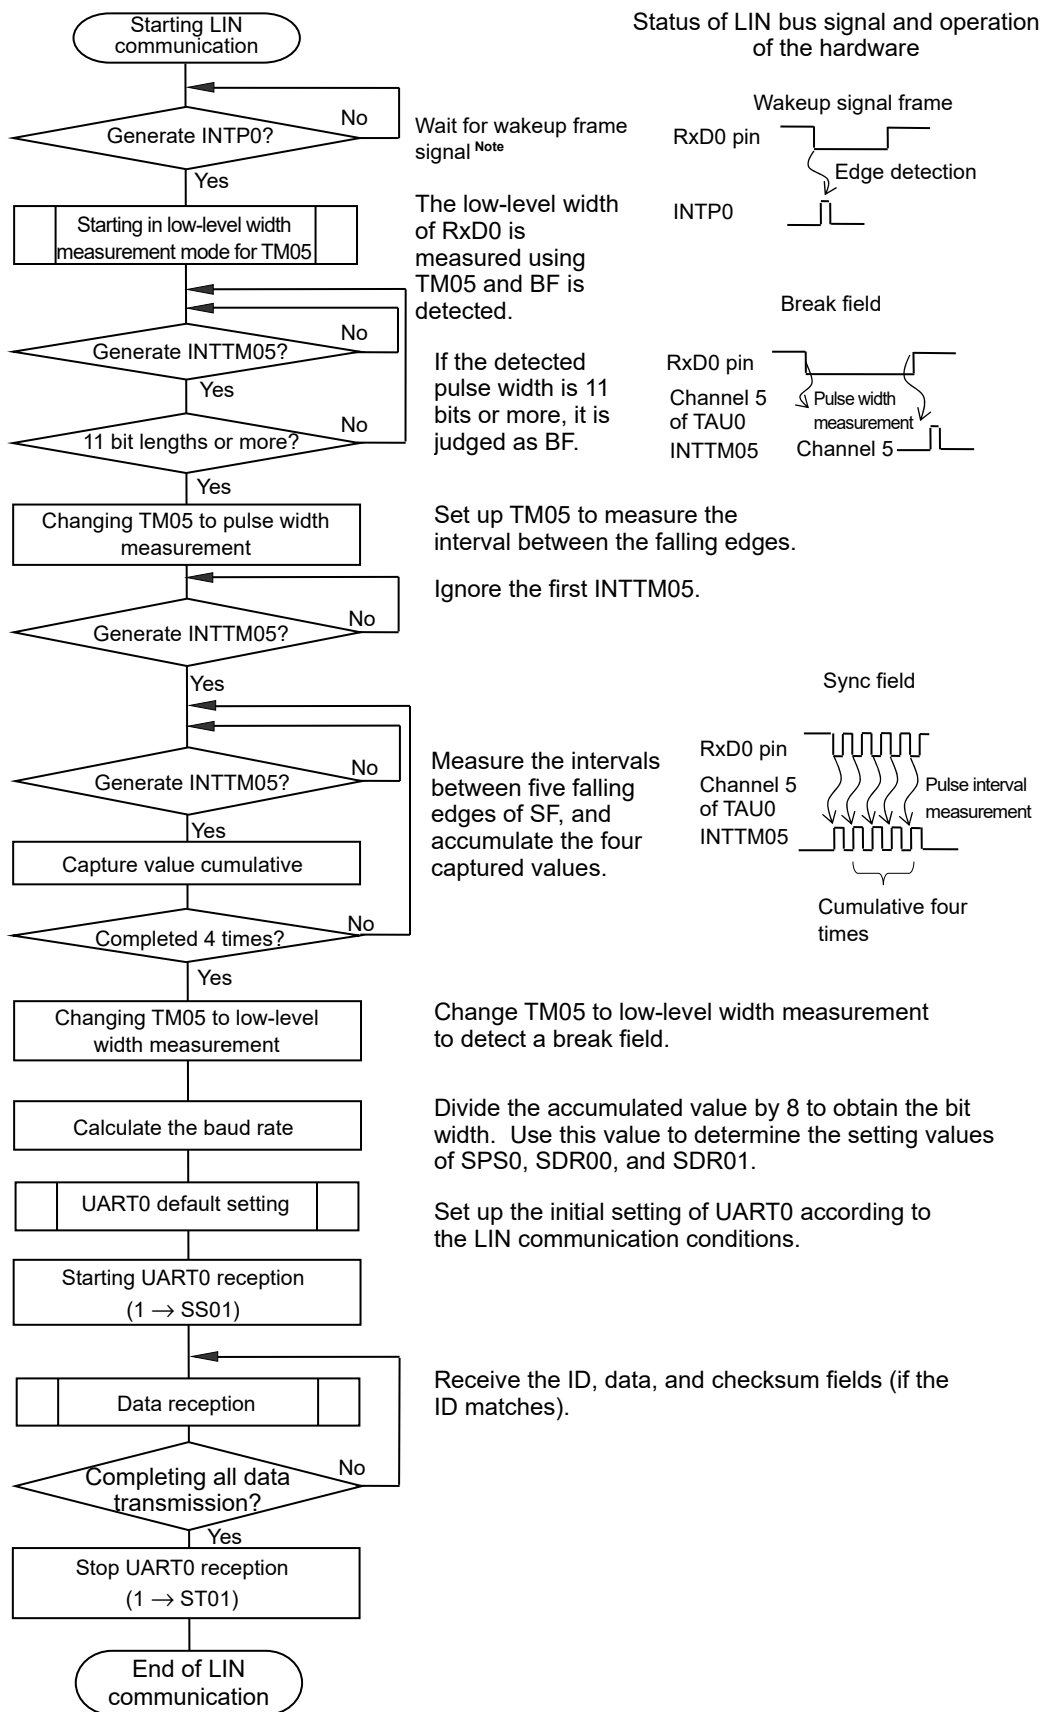 Starting LIN
communication
Status of LIN bus signal and operation
of the hardware
No
Generate INTP0?
Yes
Wait for wakeup frame
signal Note
Wakeup signal frame
RxD0 pin
Edge detection
INTP0
Starting in low-level width
measurement mode for TM05
The low-level width
of RxD0 is
measured using
TM05 and BF is
detected.
No
Generate INTTM05?
Yes
No
11 bit lengths or more?
Yes
If the detected
pulse width is 11
bits or more, it is
judged as BF.
Break field
RxD0 pin
Channel 5
of TAU0
INTTM05
Pulse width
measurement
Channel 5
Changing TM05 to pulse width
measurement
Set up TM05 to measure the
interval between the falling edges.
Ignore the first INTTM05.
No
Generate INTTM05?
Yes
Sync field
No
Generate INTTM05?
Yes
Capture value cumulative
No
Completed 4 times?
Yes
Measure the intervals
between five falling
edges of SF, and
accumulate the four
captured values.
RxD0 pin
Channel 5
of TAU0
INTTM05
Pulse interval
measurement
Cumulative four
times
Changing TM05 to low-level
width measurement
Change TM05 to low-level width measurement
to detect a break field.
Calculate the baud rate
Divide the accumulated value by 8 to obtain the bit
width. Use this value to determine the setting values
of SPS0, SDR00, and SDR01.
UART0 default setting
Set up the initial setting of UART0 according to
the LIN communication conditions.
Starting UART0 reception
(1 → SS01)
Data reception
Receive the ID, data, and checksum fields (if the
ID matches).
No
Completing all data
transmission?
Yes
Stop UART0 reception
(1 → ST01)
End of LIN
communication